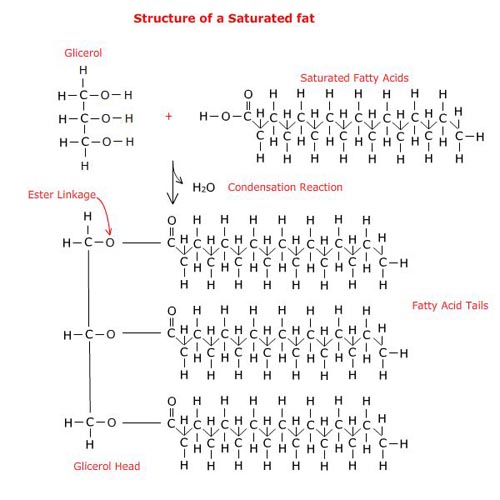 Structure of a Saturated fat
Glicerol
H
H–C–O–H
H–C–O–H
H–C–O–H
H
+
Saturated Fatty Acids
O H H H H H H
H–O–C H C H C H C H C H C H C H
C H C H C H C H C H C H C H C–H
H H H H H H H H
H₂O Condensation Reaction
Ester Linkage
H
H–C–O
O H H H H H H H
C H C H C H C H C H C H C H C H
C H C H C H C H C H C H C H C–H
H H H H H H
Fatty Acid Tails
H–C–O
O H H H H H H H
C H C H C H C H C H C H C H C H
C H C H C H C H C H C H C H C–H
H H H H H H
H–C–O
H
O H H H H H H H
C H C H C H C H C H C H C H C H
C H C H C H C H C H C H C H C–H
H H H H H H
Glicerol Head